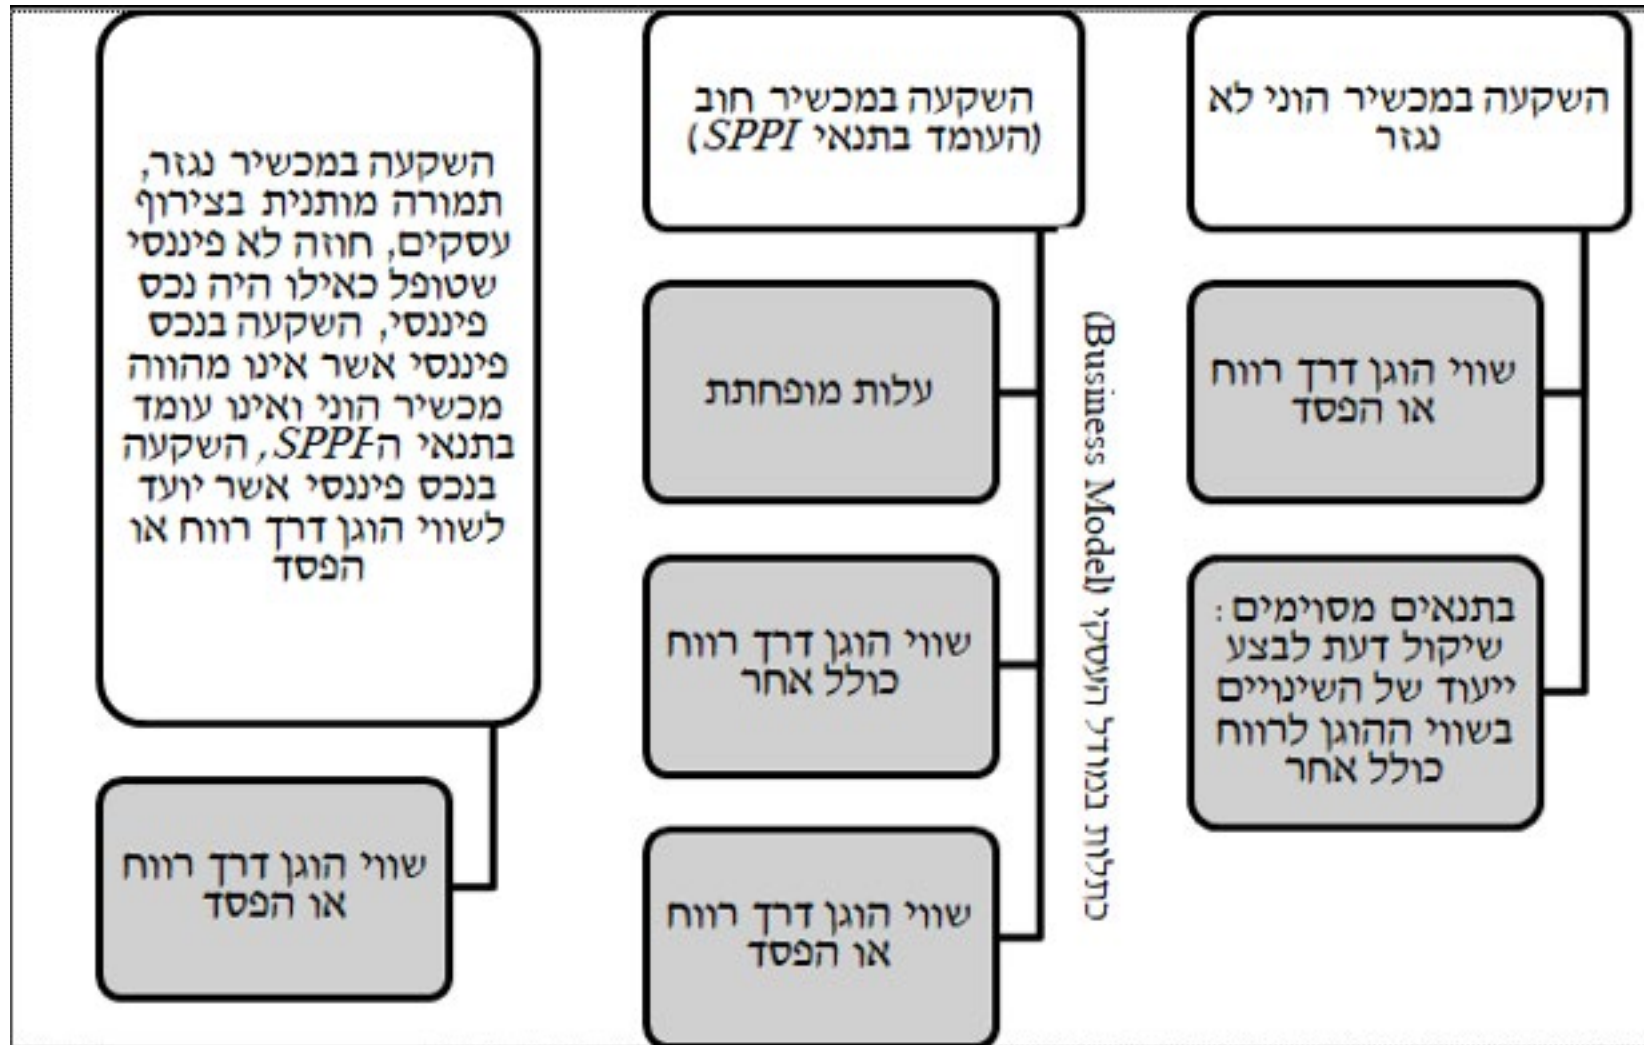 השקעה במכשיר הוני לא
נגזר
שווי הוגן דרך רווח
או הפסד
בתנאים מסוימים:
שיקול דעת לבצע
ייעוד של השינויים
בשווי ההוגן לרווח
כולל אחר
השקעה במכשיר חוב
(העומד בתנאי SPPI)
כתלות במודל העסקי (Business Model)
עלות מופחתת
שווי הוגן דרך רווח
כולל אחר
שווי הוגן דרך רווח
או הפסד
השקעה במכשיר נגזר,
תמורה מותנית בצירוף
עסקים, חוזה לא פיננסי
שטופל כאילו היה נכס
פיננסי, השקעה בנכס
פיננסי אשר אינו מהווה
מכשיר הוני ואינו עומד
בתנאי ה-SPPI, השקעה
בנכס פיננסי אשר יועד
לשווי הוגן דרך רווח או
הפסד
שווי הוגן דרך רווח
או הפסד